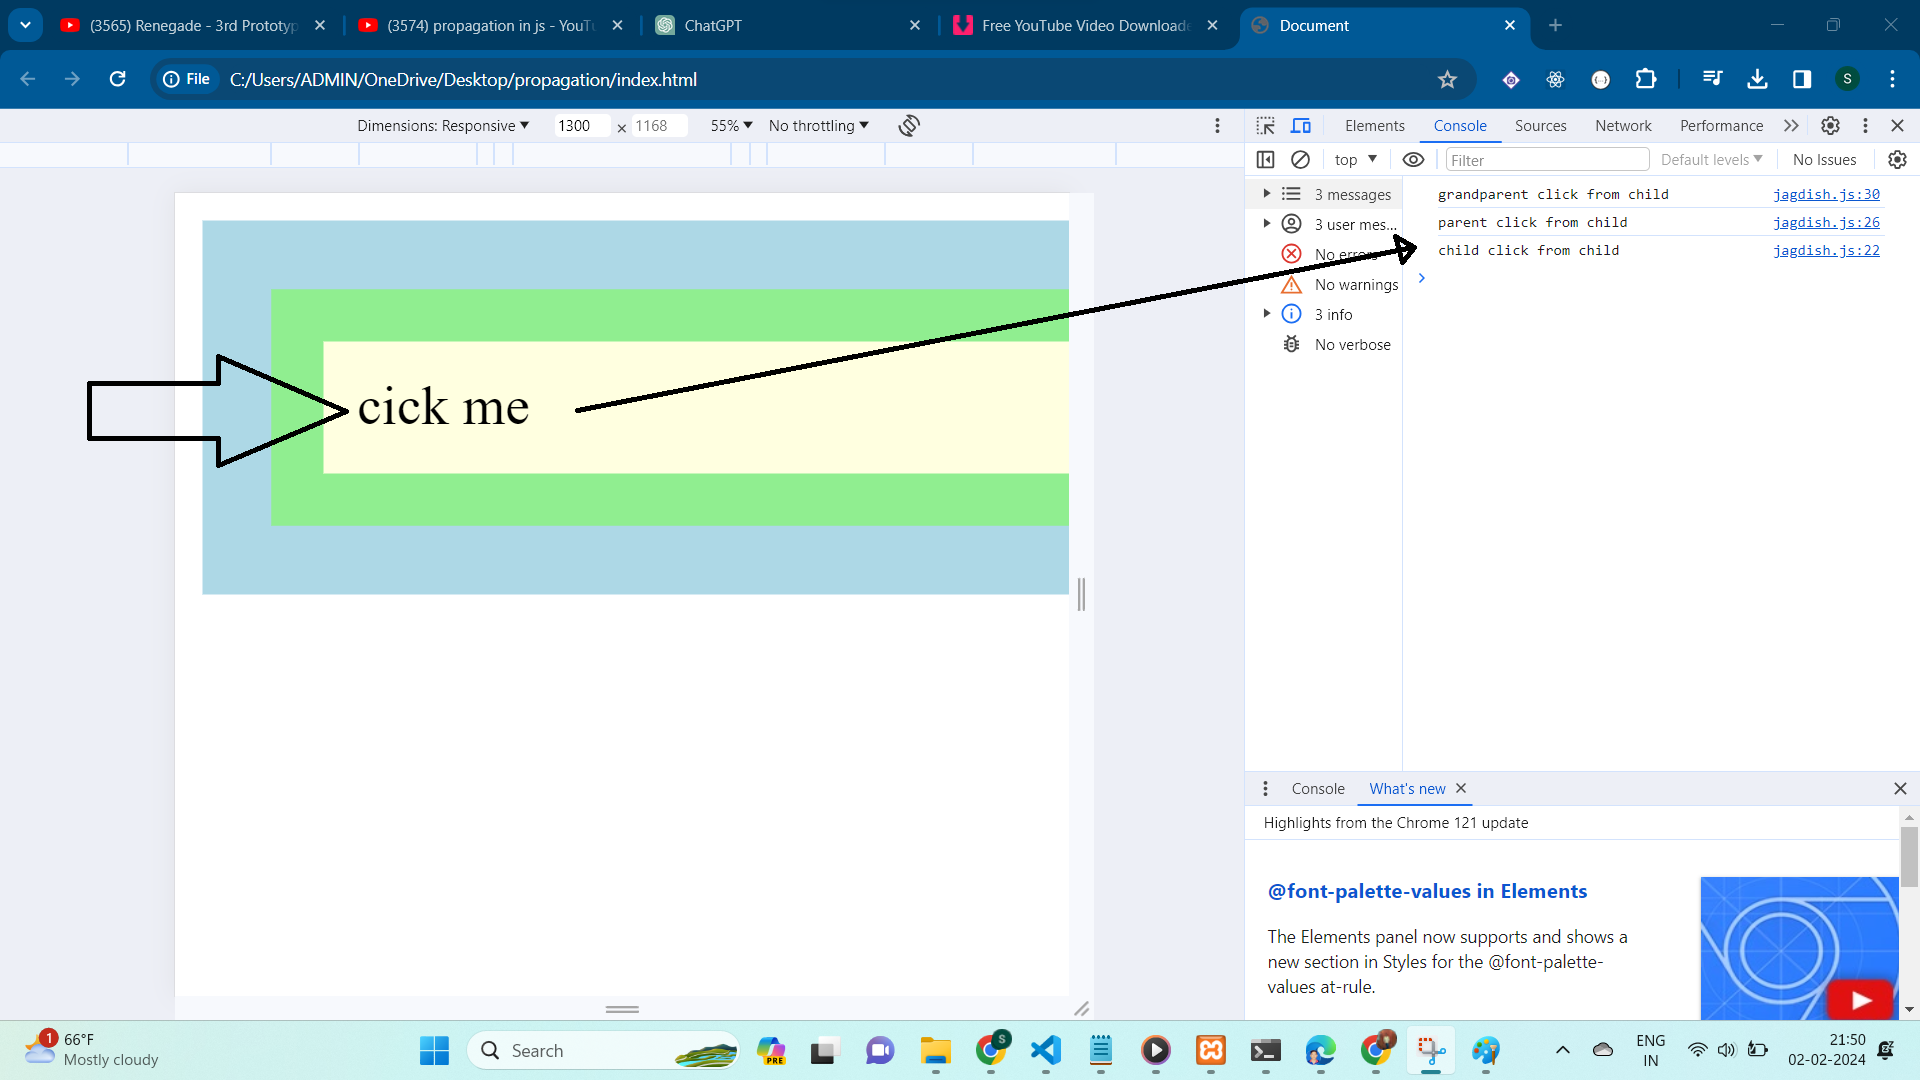 (3565) Renegade - 3rd Prototyp
(3574) propagation in js - YouTu
ChatGPT
Free YouTube Video Downloade
Document
File
C:/Users/ADMIN/OneDrive/Desktop/propagation/index.html
S
Dimensions: Responsive
1300
×
1168
55%
No throttling
Elements
Console
Sources
Network
Performance
top
Filter
Default levels
No Issues
3 messages
3 user mes...
No errors
No warnings
3 info
No verbose
grandparent click from child
jagdish.js:30
parent click from child
jagdish.js:26
child click from child
jagdish.js:22
cick me
Console
What's new
Highlights from the Chrome 121 update
@font-palette-values in Elements
The Elements panel now supports and shows a
new section in Styles for the @font-palette-
values at-rule.
1
66°F
Mostly cloudy
Search
PRE
S
ENG
IN
21:50
02-02-2024